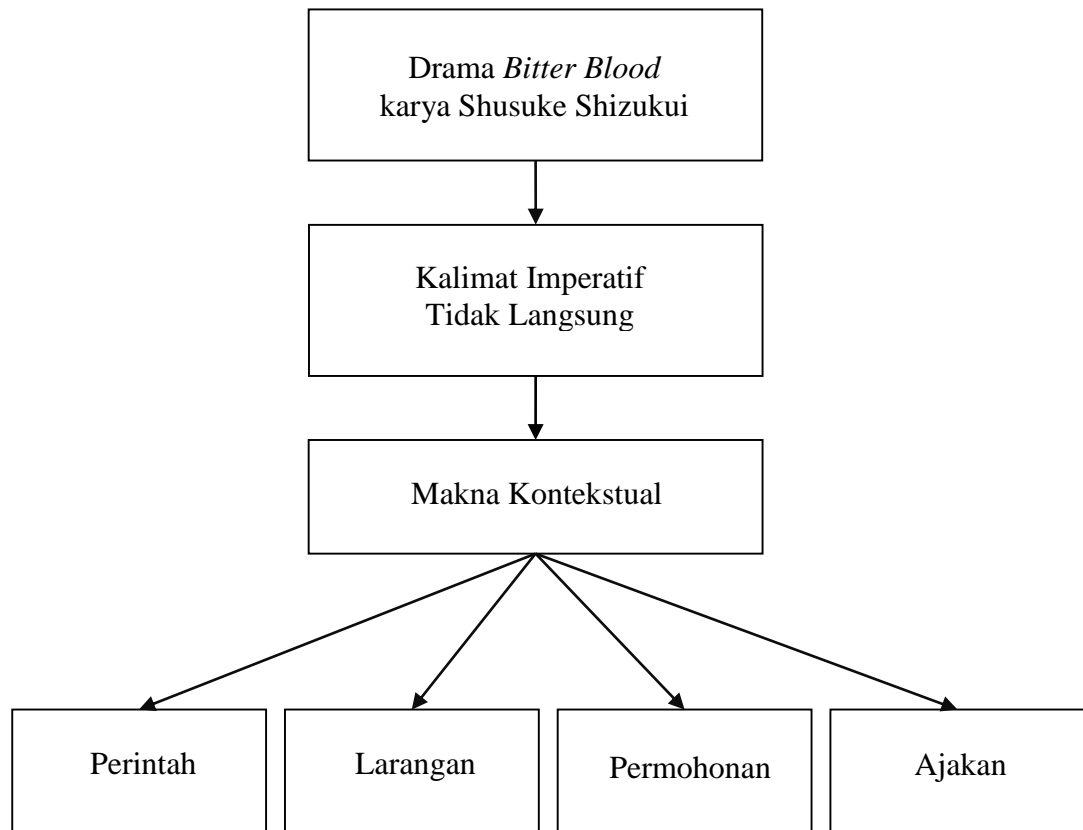 Drama Bitter Blood
karya Shusuke Shizukui
Kalimat Imperatif
Tidak Langsung
Makna Kontekstual
Perintah
Larangan
Permohonan
Ajakan